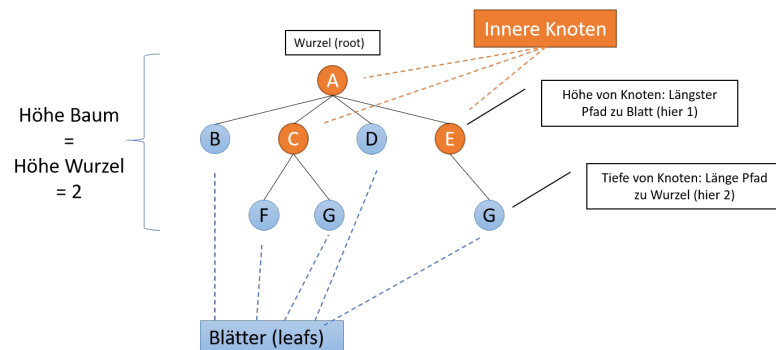 Innere Knoten
Wurzel (root)
A
Höhe von Knoten: Längster
Pfad zu Blatt (hier 1)
Höhe Baum
=
Höhe Wurzel
= 2
B
C
D
E
Tiefe von Knoten: Länge Pfad
zu Wurzel (hier 2)
F
G
G
Blätter (leafs)